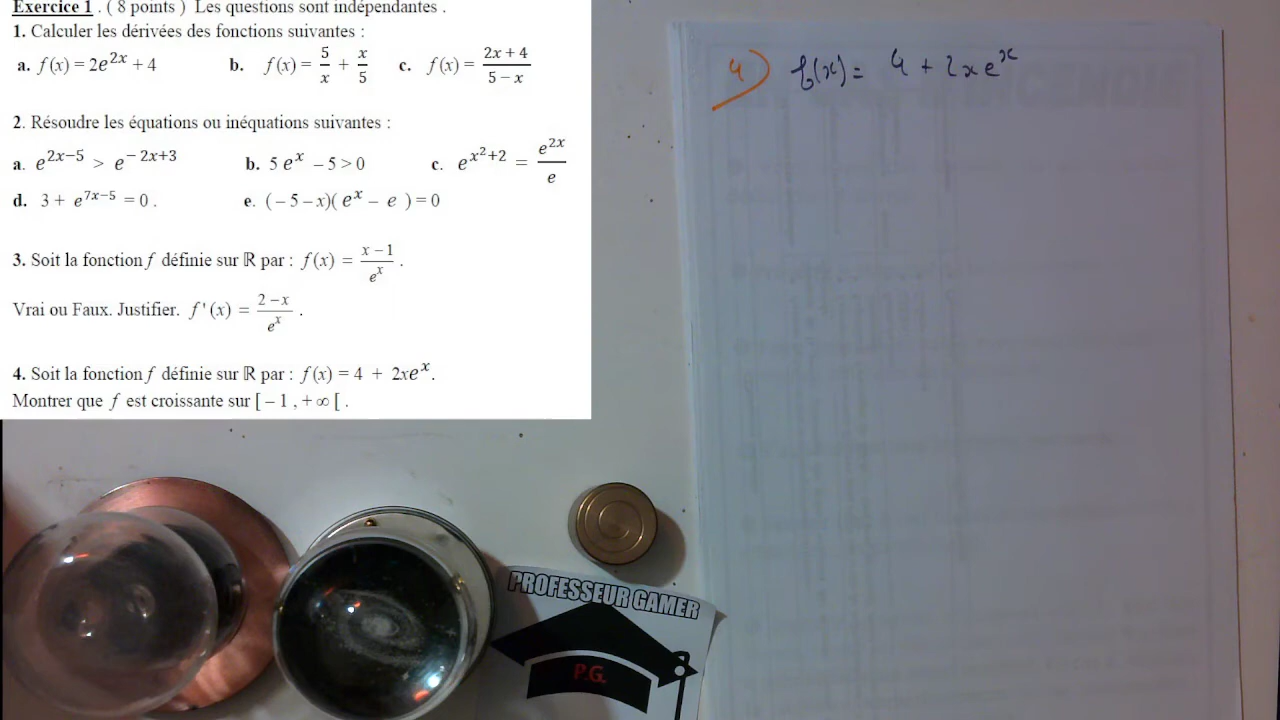 Exercice 1 . ( 8 points ) Les questions sont indépendantes .
1. Calculer les dérivées des fonctions suivantes :
a. f(x) = 2e^{2x} + 4 b. f(x) = 5/x + x/5 c. f(x) = (2x + 4)/(5 − x)
2. Résoudre les équations ou inéquations suivantes :
a. e^{2x−5} > e^{− 2x+3} b. 5 e^x − 5 > 0 c. e^{x²+2} = e^{2x}/e
d. 3 + e^{7x−5} = 0 . e. ( − 5 − x)( e^x − e ) = 0
3. Soit la fonction f définie sur ℝ par : f(x) = (x − 1)/e^x .
Vrai ou Faux. Justifier. f '(x) = (2 − x)/e^x .
4. Soit la fonction f définie sur ℝ par : f(x) = 4 + 2xe^x.
Montrer que f est croissante sur [ − 1 , + ∞ [ .
4) f(x) = 4 + 2xe^x
PROFESSEUR GAMER
P.G.